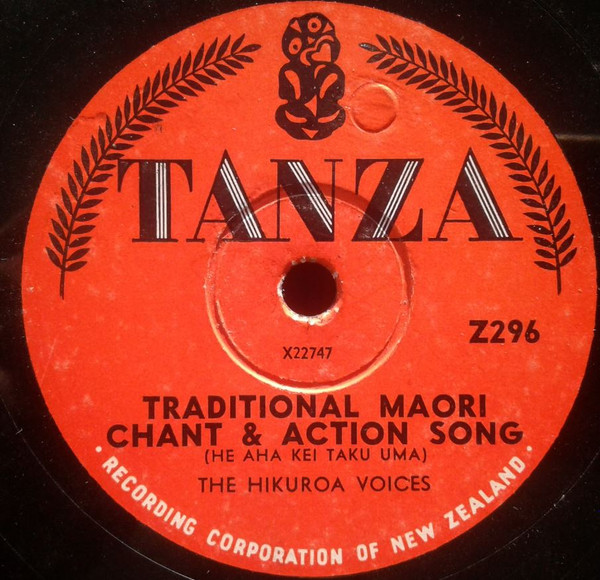 TANZA
Z296
X22747
TRADITIONAL MAORI
CHANT & ACTION SONG
(HE AHA KEI TAKU UMA)
THE HIKUROA VOICES
· RECORDING CORPORATION OF NEW ZEALAND ·